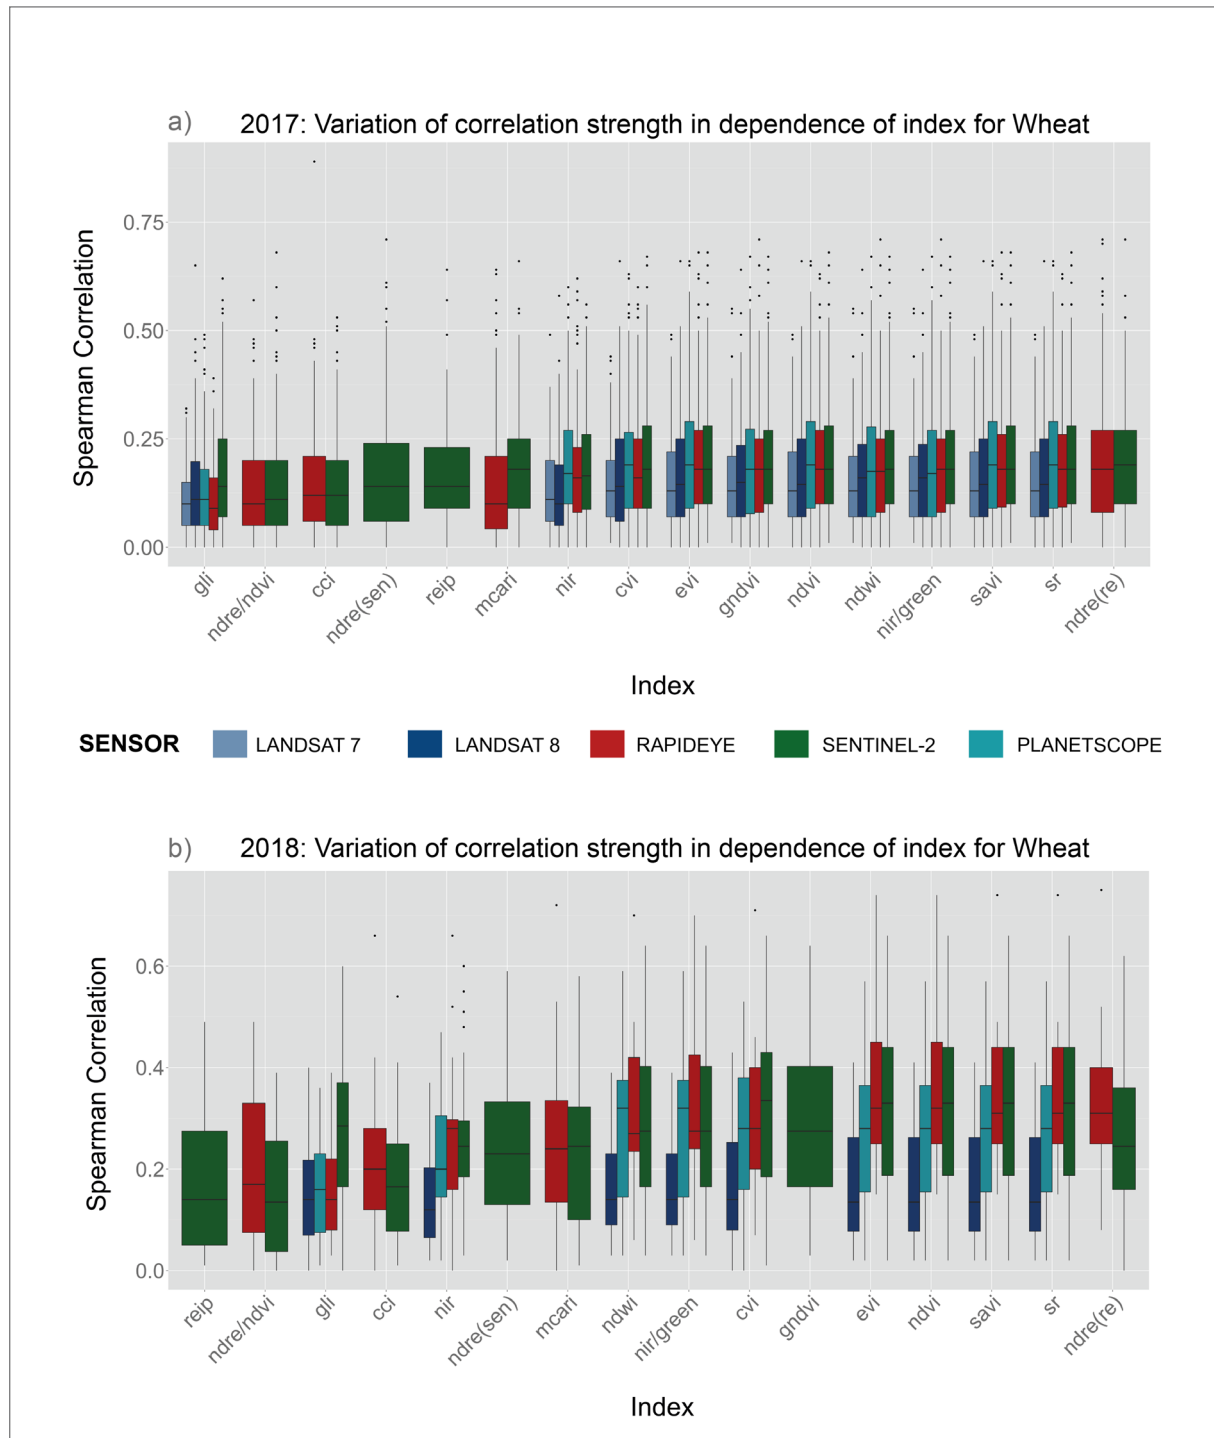 a) 2017: Variation of correlation strength in dependence of index for Wheat
Spearman Correlation
0.75
0.50
0.25
0.00
gli ndre/ndvi cci ndre(sen) reip mcari nir cvi evi gndvi ndvi ndwi nir/green savi sr ndre(re)
Index
SENSOR LANDSAT 7 LANDSAT 8 RAPIDEYE SENTINEL-2 PLANETSCOPE
b) 2018: Variation of correlation strength in dependence of index for Wheat
Spearman Correlation
0.6
0.4
0.2
0.0
reip ndre/ndvi gli cci nir ndre(sen) mcari ndwi nir/green cvi gndvi evi ndvi savi sr ndre(re)
Index